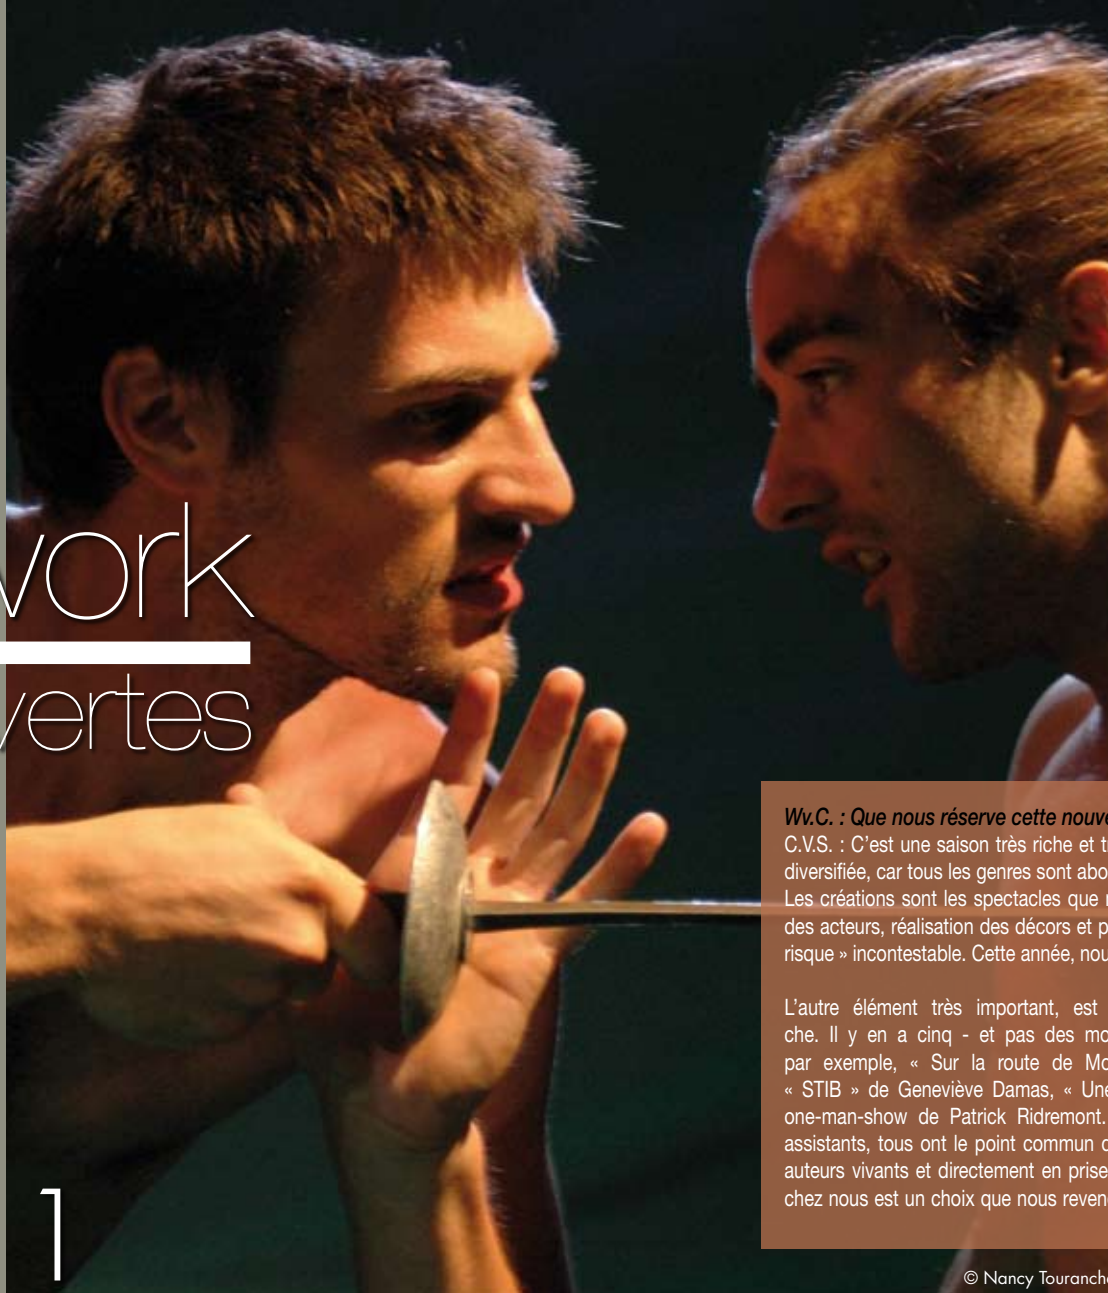 work
vertes
Wv.C. : Que nous réserve cette nouve
C.V.S. : C'est une saison très riche et t
diversifiée, car tous les genres sont abo
Les créations sont les spectacles que
des acteurs, réalisation des décors et p
risque » incontestable. Cette année, nou
L'autre élément très important, est
che. Il y en a cinq - et pas des mo
par exemple, « Sur la route de Mo
« STIB » de Geneviève Damas, « Une
one-man-show de Patrick Ridremont.
assistants, tous ont le point commun d
auteurs vivants et directement en prise
chez nous est un choix que nous reven
1
© Nancy Touranche